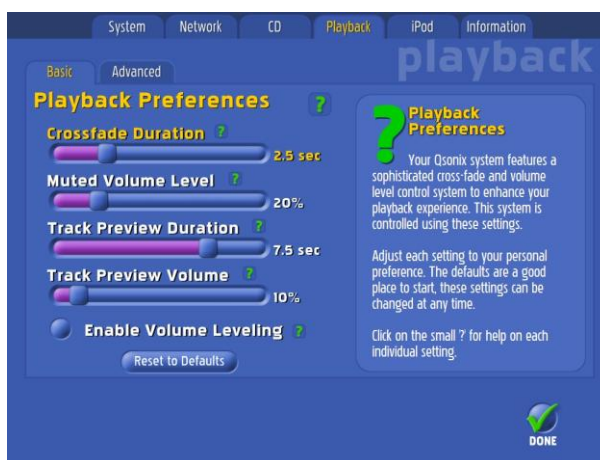 System Network CD Playback iPod Information
playback
Basic Advanced
Playback Preferences ?
Crossfade Duration ?
2.5 sec
Muted Volume Level ?
20%
Track Preview Duration ?
7.5 sec
Track Preview Volume ?
10%
Enable Volume Leveling ?
Reset to Defaults
? Playback
Preferences
Your Qsonix system features a
sophisticated cross-fade and volume
level control system to enhance your
playback experience. This system is
controlled using these settings.
Adjust each setting to your personal
preference. The defaults are a good
place to start, these settings can be
changed at any time.
Click on the small ? for help on each
individual setting.
DONE